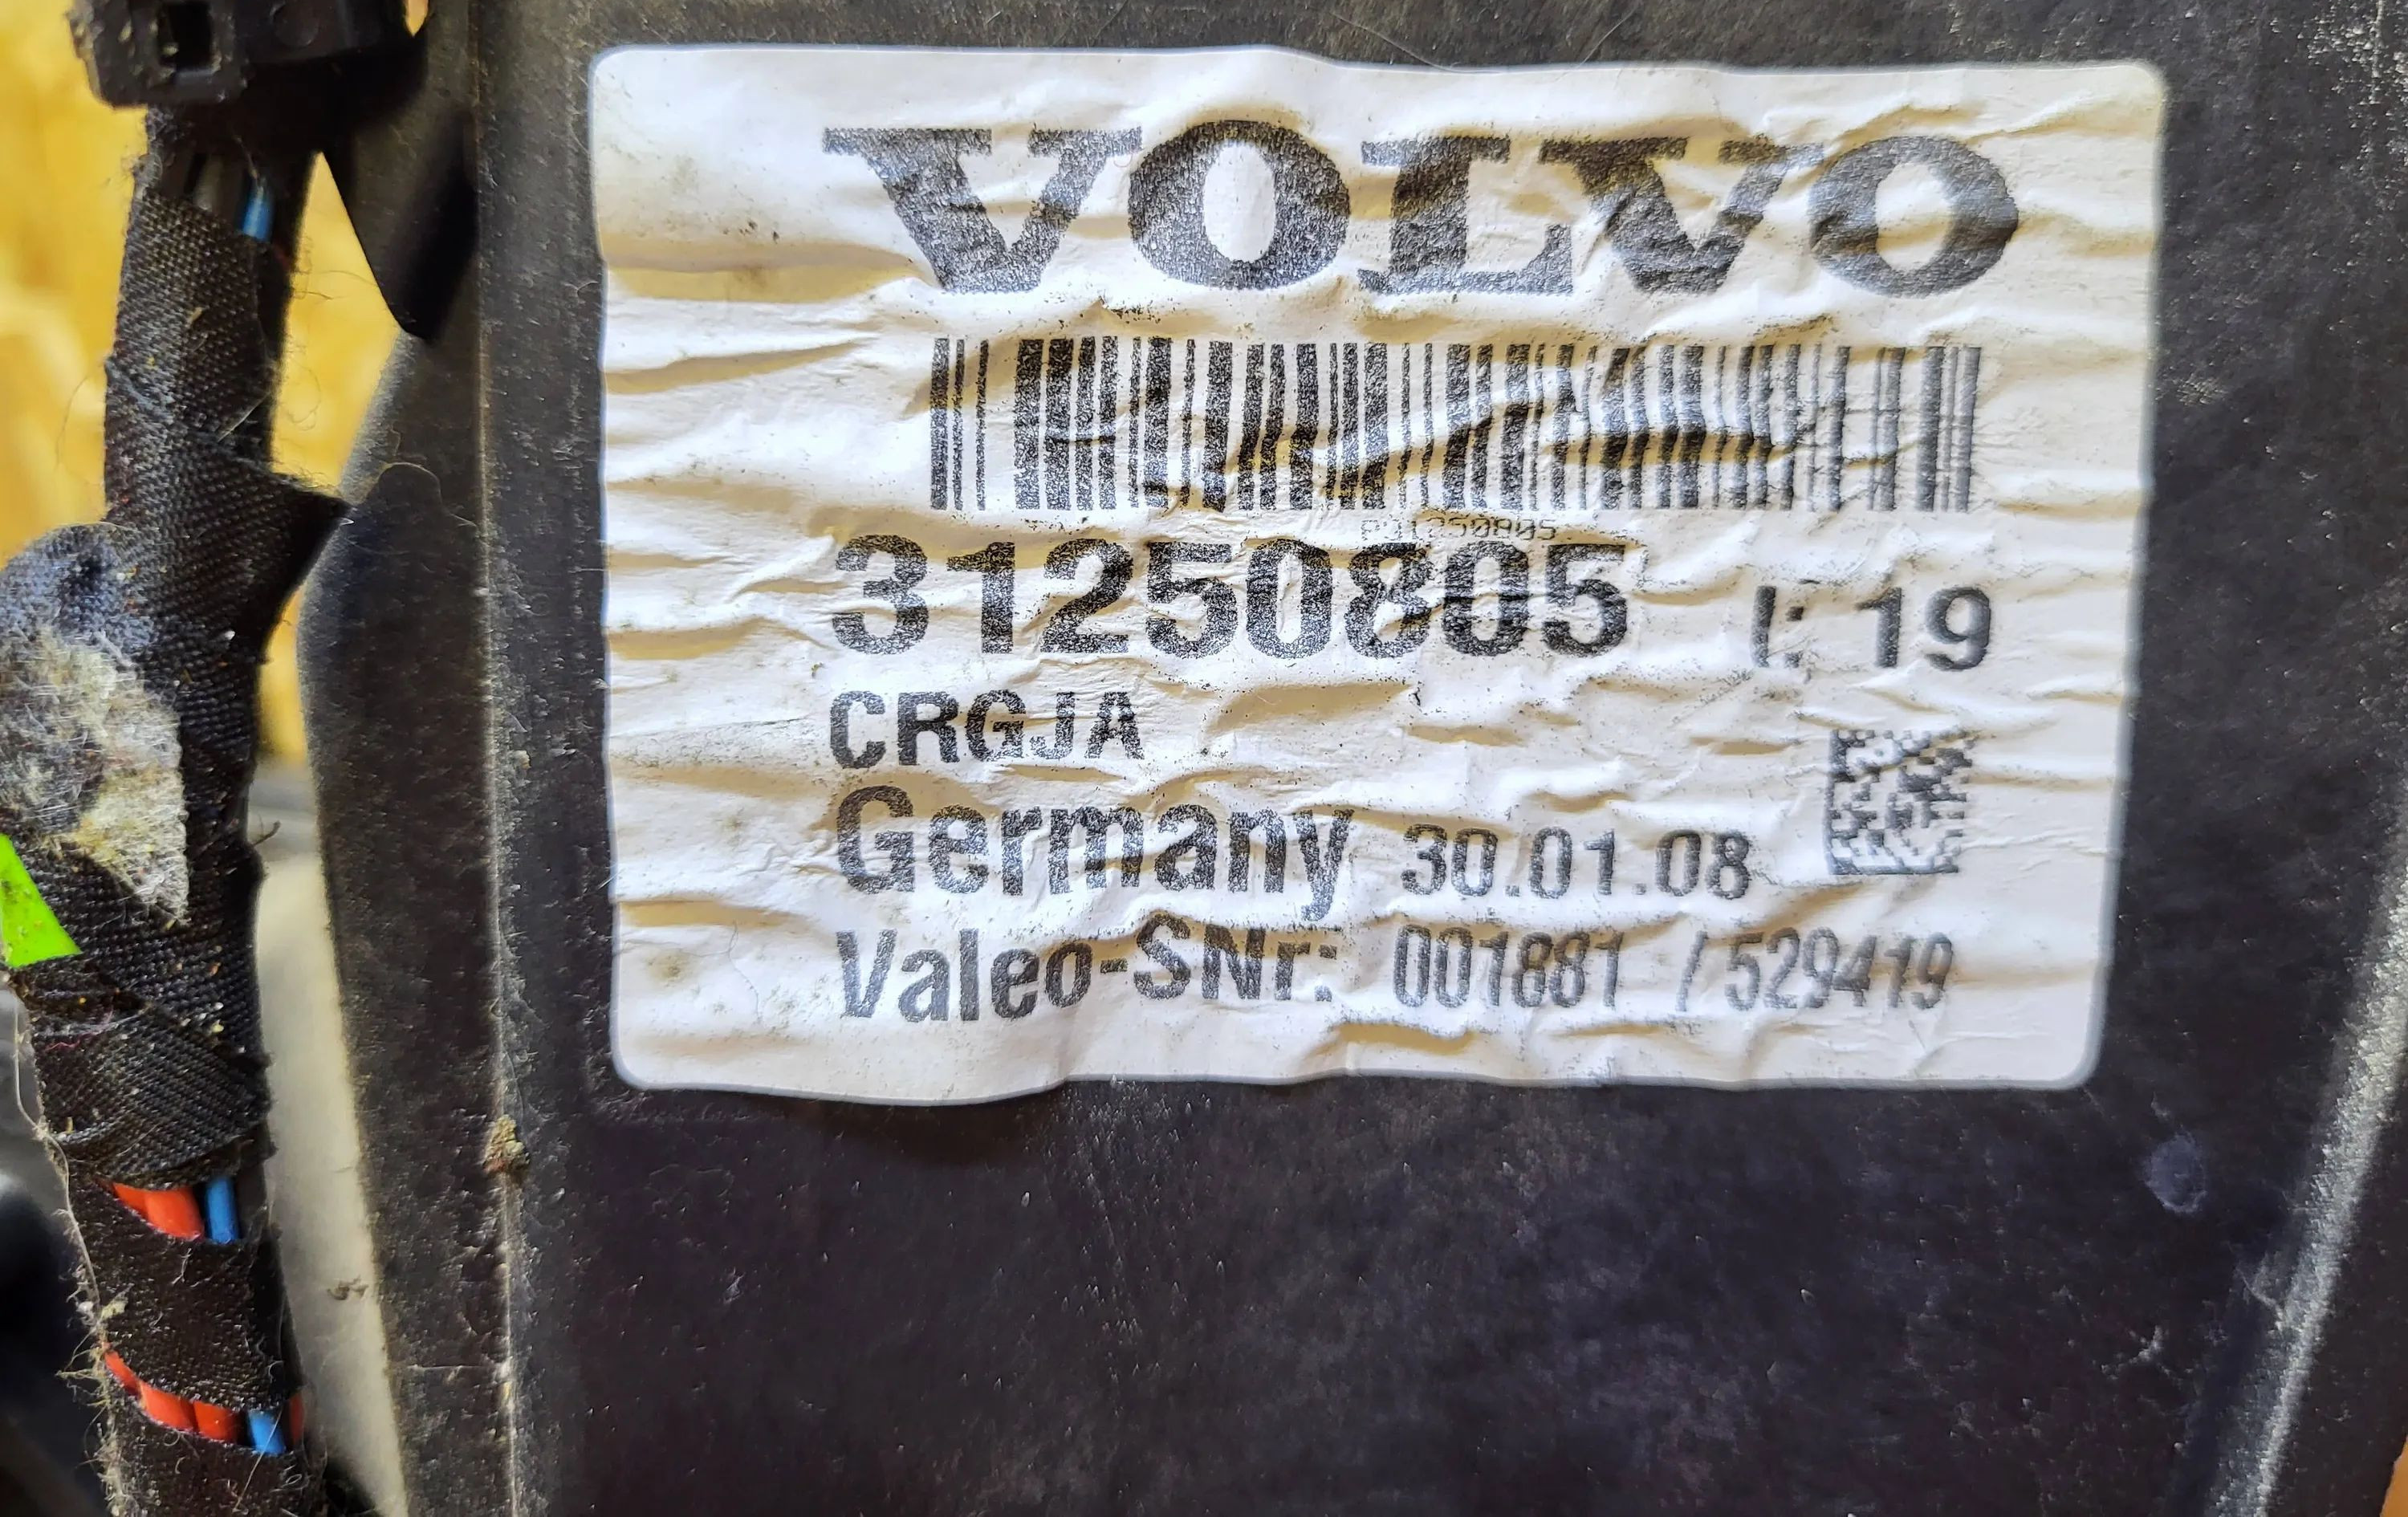 VOLVO
P31250805
31250805 I: 19
CRGJA
Germany 30.01.08
Valeo-SNr: 001881 / 529419